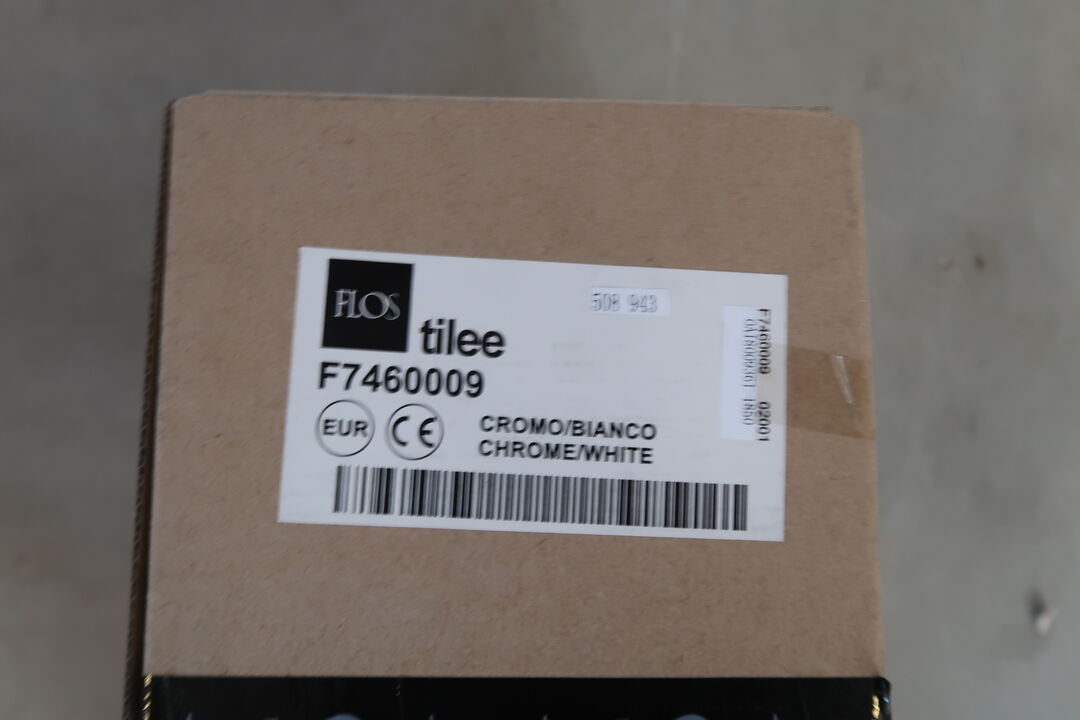 FLOS
tilee
508 943
F7460009
EUR
CE
CROMO/BIANCO
CHROME/WHITE
F7460009 02001